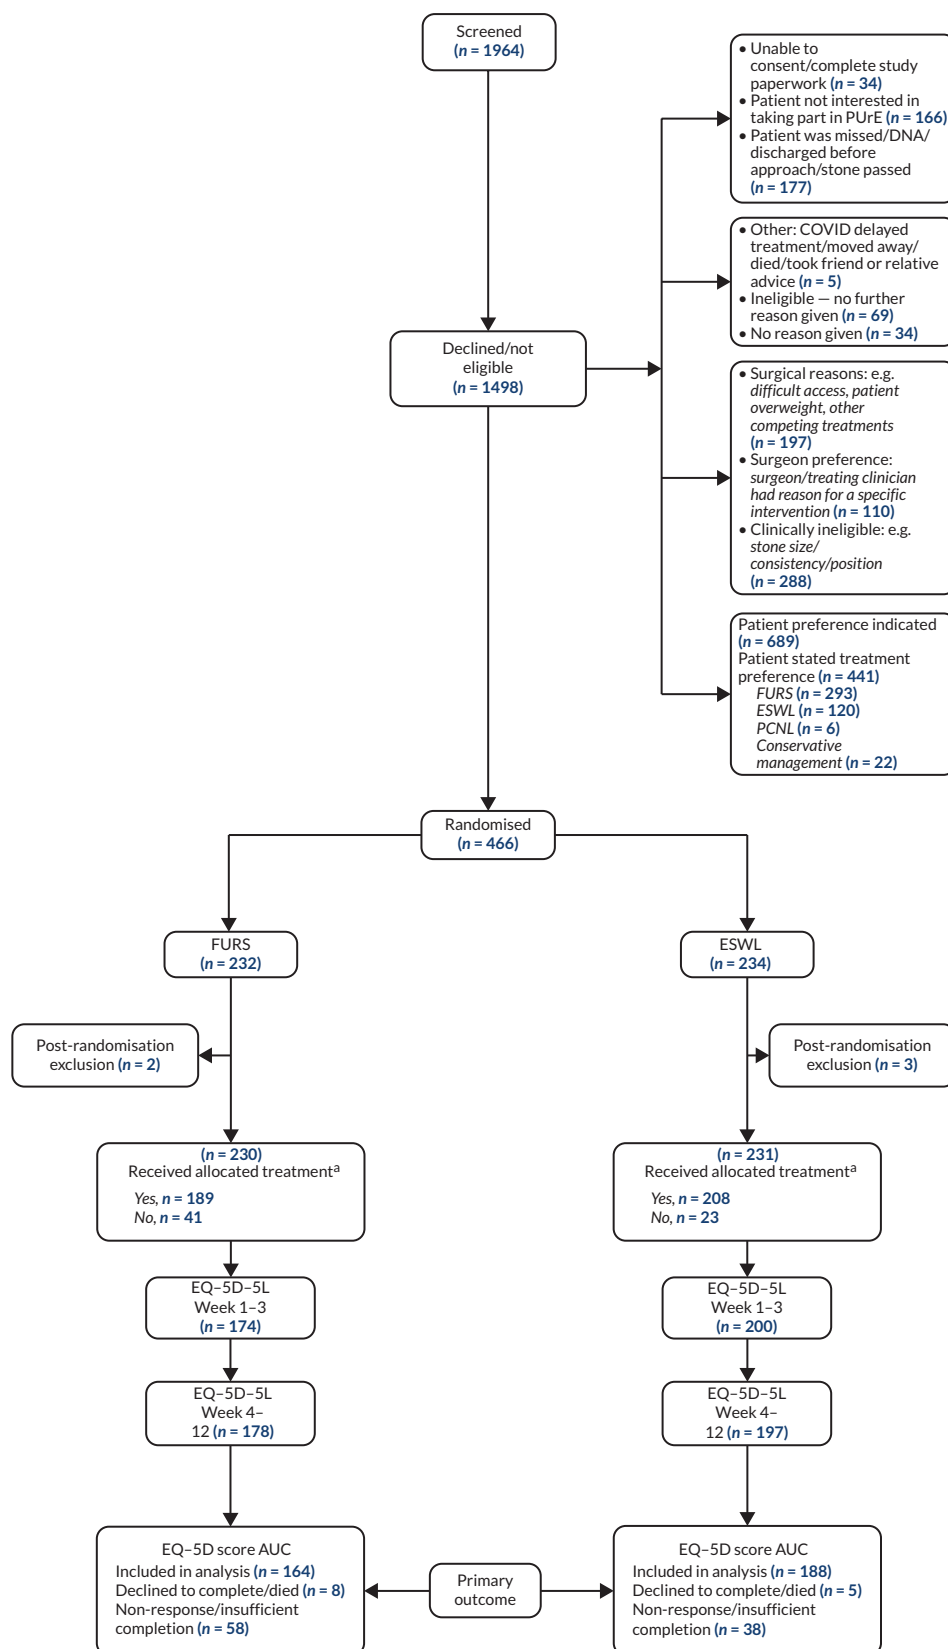 Screened
(n = 1964)
• Unable to
consent/complete study
paperwork (n = 34)
• Patient not interested in
taking part in PUrE (n = 166)
• Patient was missed/DNA/
discharged before
approach/stone passed
(n = 177)
• Other: COVID delayed
treatment/moved away/
died/took friend or relative
advice (n = 5)
• Ineligible — no further
reason given (n = 69)
• No reason given (n = 34)
Declined/not
eligible
(n = 1498)
• Surgical reasons: e.g.
difficult access, patient
overweight, other
competing treatments
(n = 197)
• Surgeon preference:
surgeon/treating clinician
had reason for a specific
intervention (n = 110)
• Clinically ineligible: e.g.
stone size/
consistency/position
(n = 288)
Patient preference indicated
(n = 689)
Patient stated treatment
preference (n = 441)
FURS (n = 293)
ESWL (n = 120)
PCNL (n = 6)
Conservative
management (n = 22)
Randomised
(n = 466)
FURS
(n = 232)
ESWL
(n = 234)
Post-randomisation
exclusion (n = 2)
Post-randomisation
exclusion (n = 3)
(n = 230)
Received allocated treatmentª
Yes, n = 189
No, n = 41
(n = 231)
Received allocated treatmentª
Yes, n = 208
No, n = 23
EQ–5D–5L
Week 1–3
(n = 174)
EQ–5D–5L
Week 1–3
(n = 200)
EQ–5D–5L
Week 4–
12 (n = 178)
EQ–5D–5L
Week 4–
12 (n = 197)
EQ–5D score AUC
Included in analysis (n = 164)
Declined to complete/died (n = 8)
Non-response/insufficient
completion (n = 58)
Primary
outcome
EQ–5D score AUC
Included in analysis (n = 188)
Declined to complete/died (n = 5)
Non-response/insufficient
completion (n = 38)